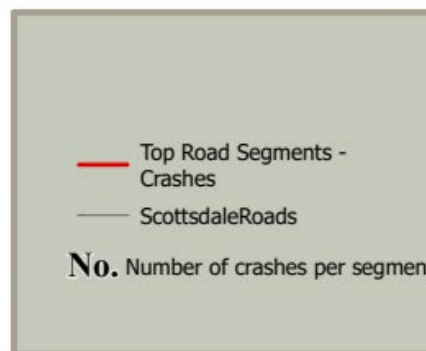 Top Road Segments -
Crashes
ScottsdaleRoads
No. Number of crashes per segmen